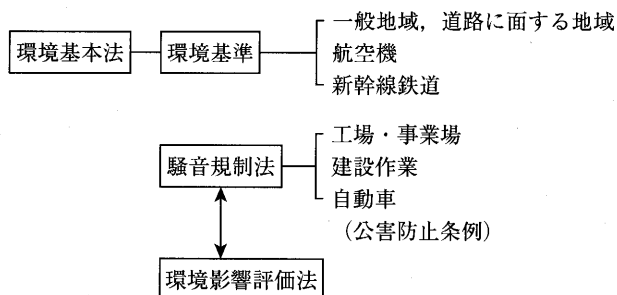 一般地域，道路に面する地域
環境基本法 環境基準 航空機
新幹線鉄道
工場・事業場
騒音規制法 建設作業
自動車
（公害防止条例）
環境影響評価法